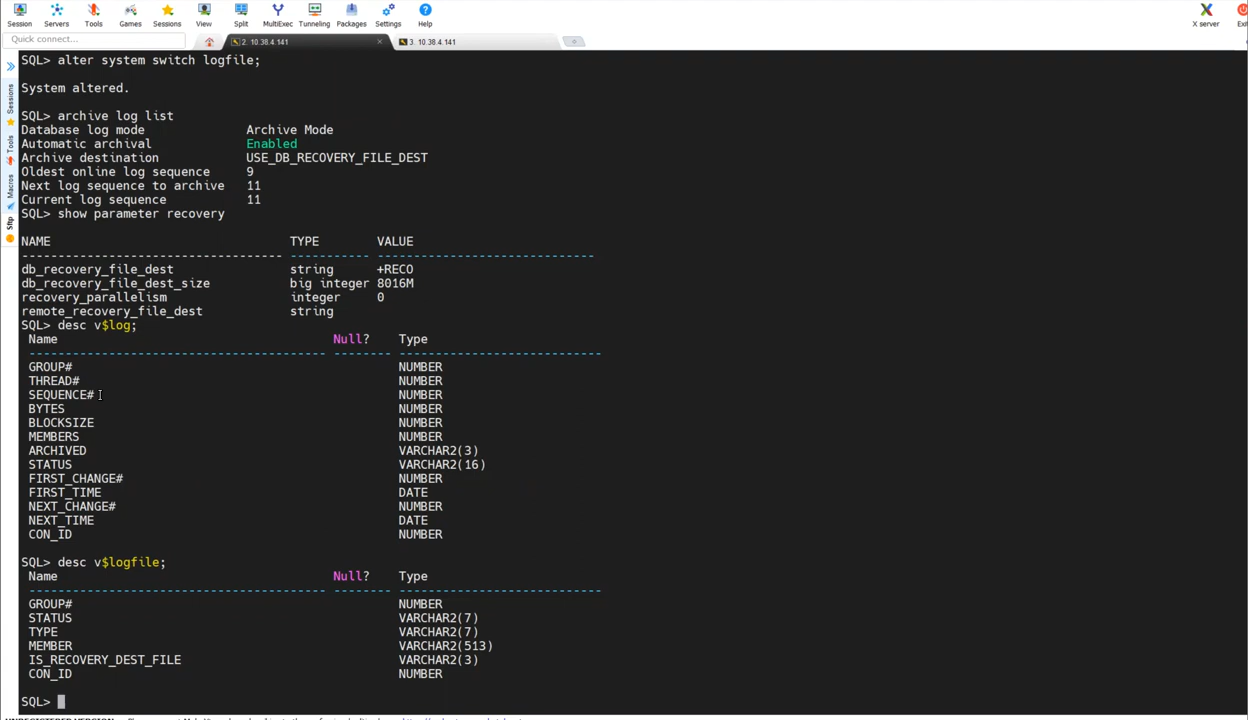 Session Servers Tools Games Sessions View Split MultiExec Tunneling Packages Settings Help X server
Quick connect... 2. 10.38.4.141 3. 10.38.4.141
Sessions
Tools
Macros
Sftp
SQL> alter system switch logfile;
System altered.
SQL> archive log list
Database log mode Archive Mode
Automatic archival Enabled
Archive destination USE_DB_RECOVERY_FILE_DEST
Oldest online log sequence 9
Next log sequence to archive 11
Current log sequence 11
SQL> show parameter recovery
NAME TYPE VALUE
------------------------------------ ----------- ------------------------------
db_recovery_file_dest string +RECO
db_recovery_file_dest_size big integer 8016M
recovery_parallelism integer 0
remote_recovery_file_dest string
SQL> desc v$log;
Name Null? Type
----------------------------------------- -------- ----------------------------
GROUP# NUMBER
THREAD# NUMBER
SEQUENCE# NUMBER
BYTES NUMBER
BLOCKSIZE NUMBER
MEMBERS NUMBER
ARCHIVED VARCHAR2(3)
STATUS VARCHAR2(16)
FIRST_CHANGE# NUMBER
FIRST_TIME DATE
NEXT_CHANGE# NUMBER
NEXT_TIME DATE
CON_ID NUMBER
SQL> desc v$logfile;
Name Null? Type
----------------------------------------- -------- ----------------------------
GROUP# NUMBER
STATUS VARCHAR2(7)
TYPE VARCHAR2(7)
MEMBER VARCHAR2(513)
IS_RECOVERY_DEST_FILE VARCHAR2(3)
CON_ID NUMBER
SQL>